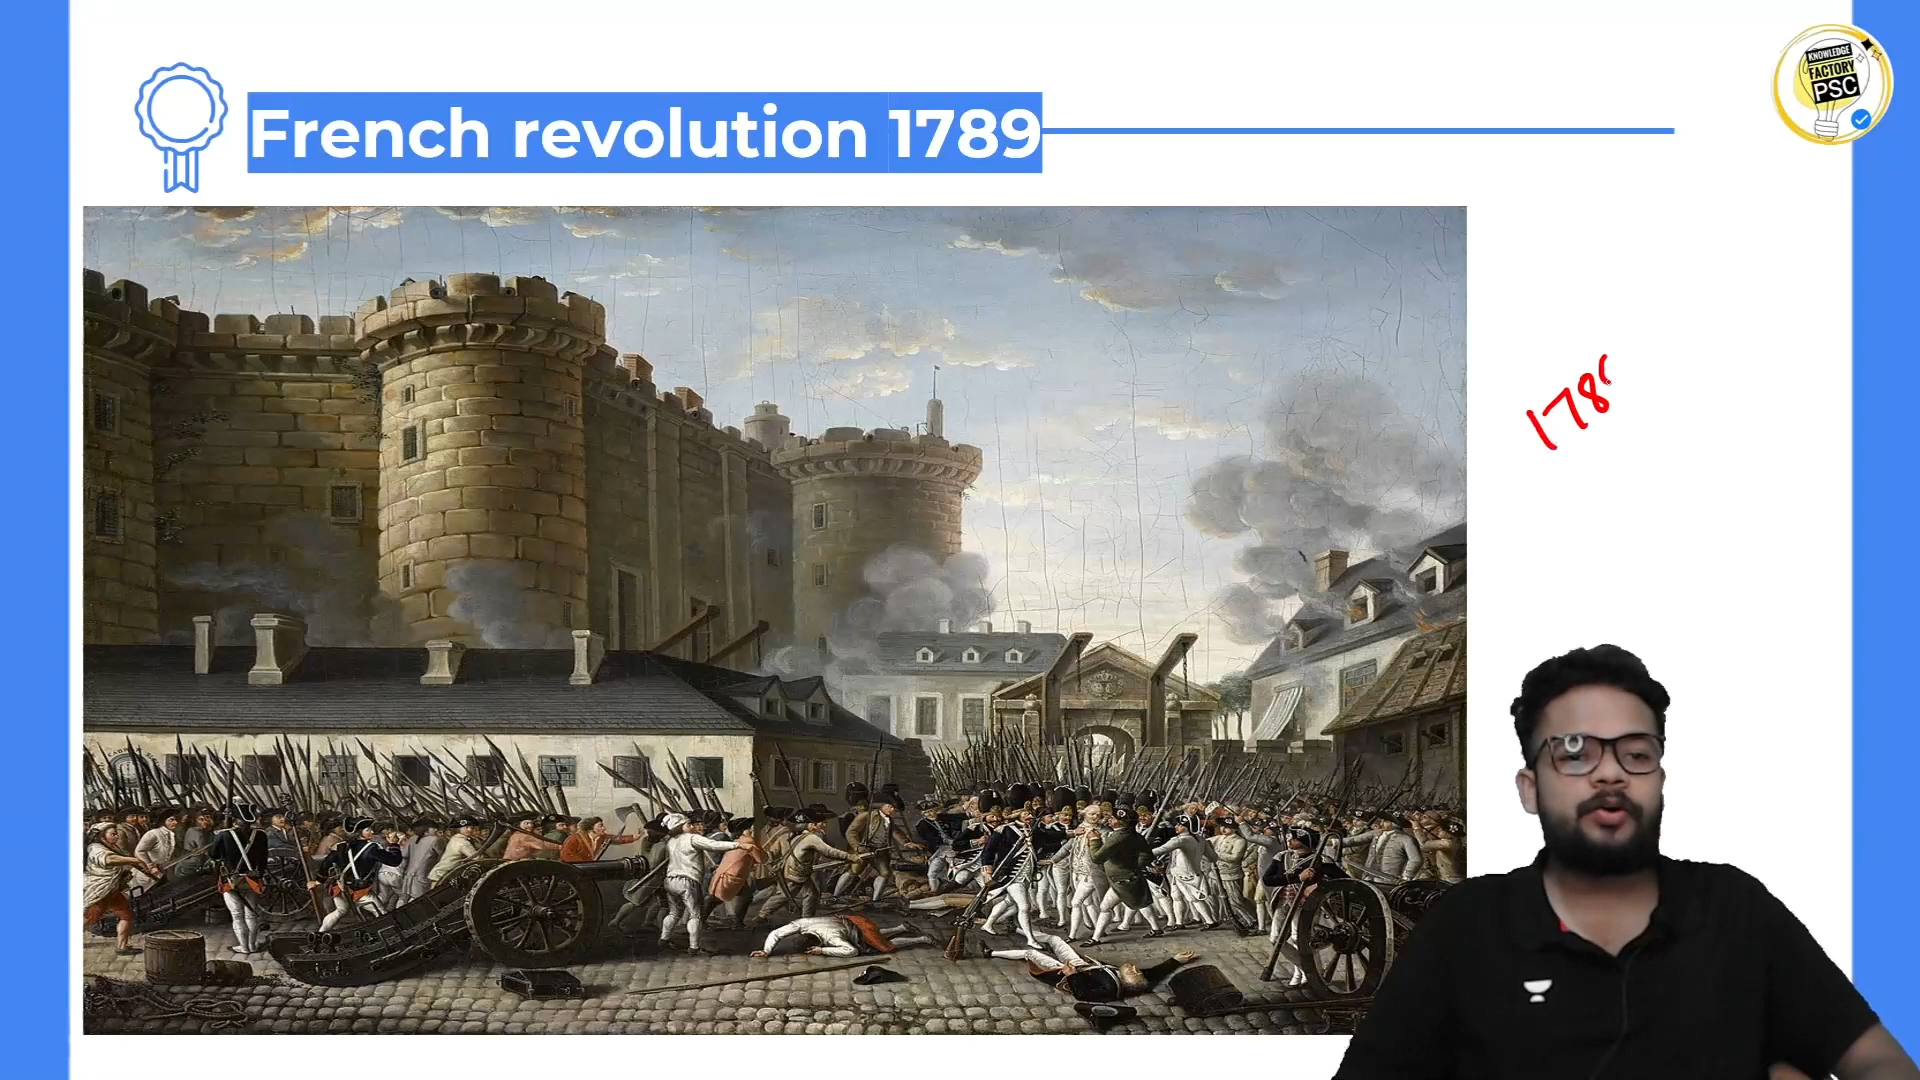 French revolution 1789
KNOWLEDGE
FACTORY
PSC
178